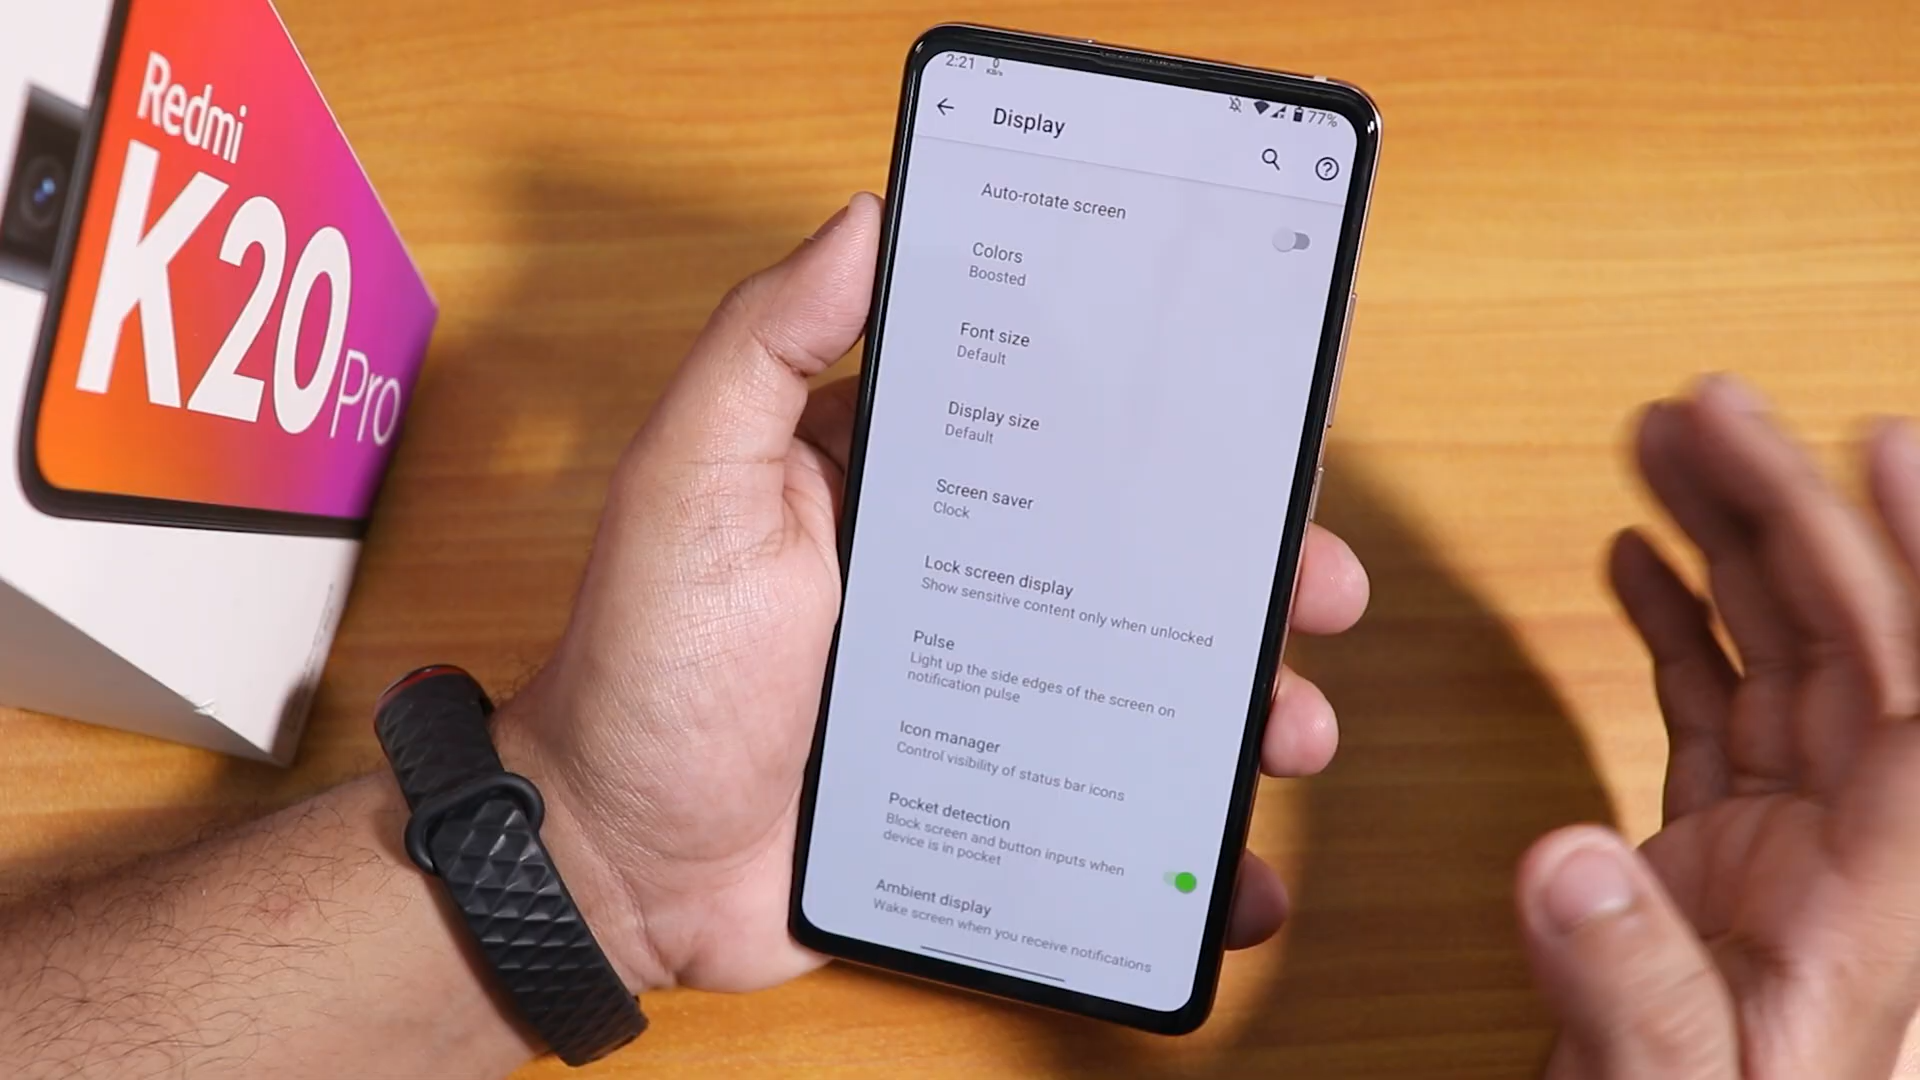 Redmi
K20 Pro
2:21
0
KB/s
77%
Display
Auto-rotate screen
Colors
Boosted
Font size
Default
Display size
Default
Screen saver
Clock
Lock screen display
Show sensitive content only when unlocked
Pulse
Light up the side edges of the screen on
notification pulse
Icon manager
Control visibility of status bar icons
Pocket detection
Block screen and button inputs when
device is in pocket
Ambient display
Wake screen when you receive notifications